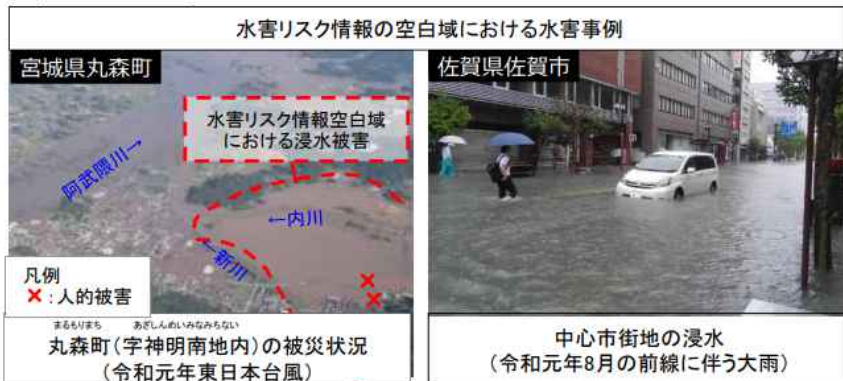 水害リスク情報の空白域における水害事例
宮城県丸森町
水害リスク情報空白域
における浸水被害
阿武隈川→
←内川
←新川
凡例
×:人的被害
まるもりまち あざしんめいみなみちない
丸森町(字神明南地内)の被災状況
(令和元年東日本台風)
佐賀県佐賀市
中心市街地の浸水
(令和元年8月の前線に伴う大雨)